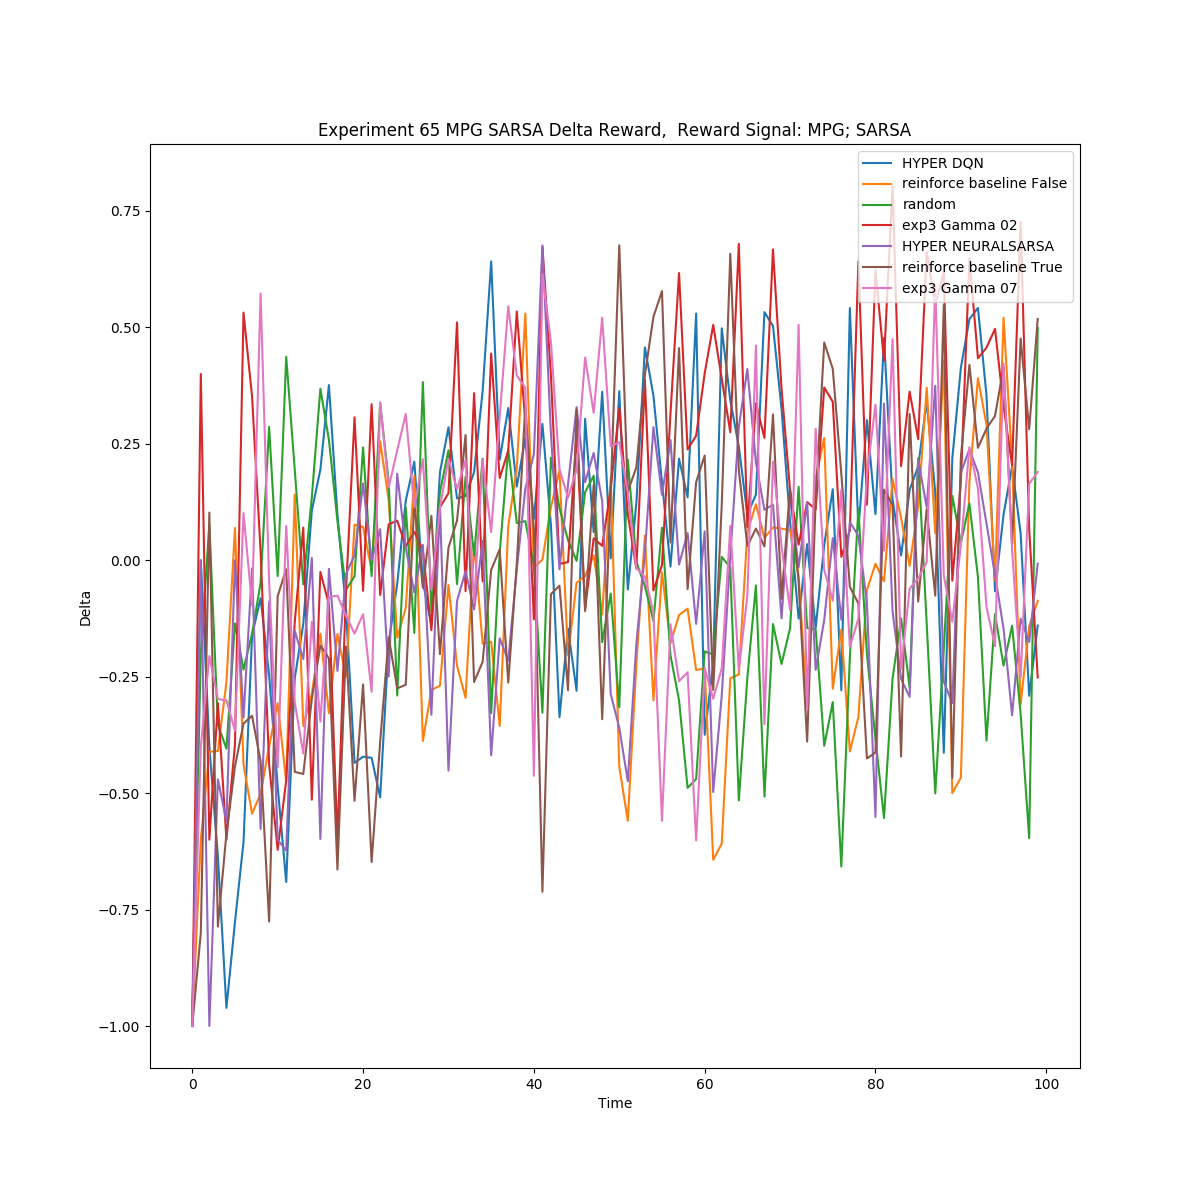 Experiment 65 MPG SARSA Delta Reward,  Reward Signal: MPG; SARSA
HYPER DQN
reinforce baseline False
random
exp3 Gamma 02
HYPER NEURALSARSA
reinforce baseline True
exp3 Gamma 07
0.75
0.50
0.25
0.00
−0.25
−0.50
−0.75
−1.00
Delta
0 20 40 60 80 100
Time